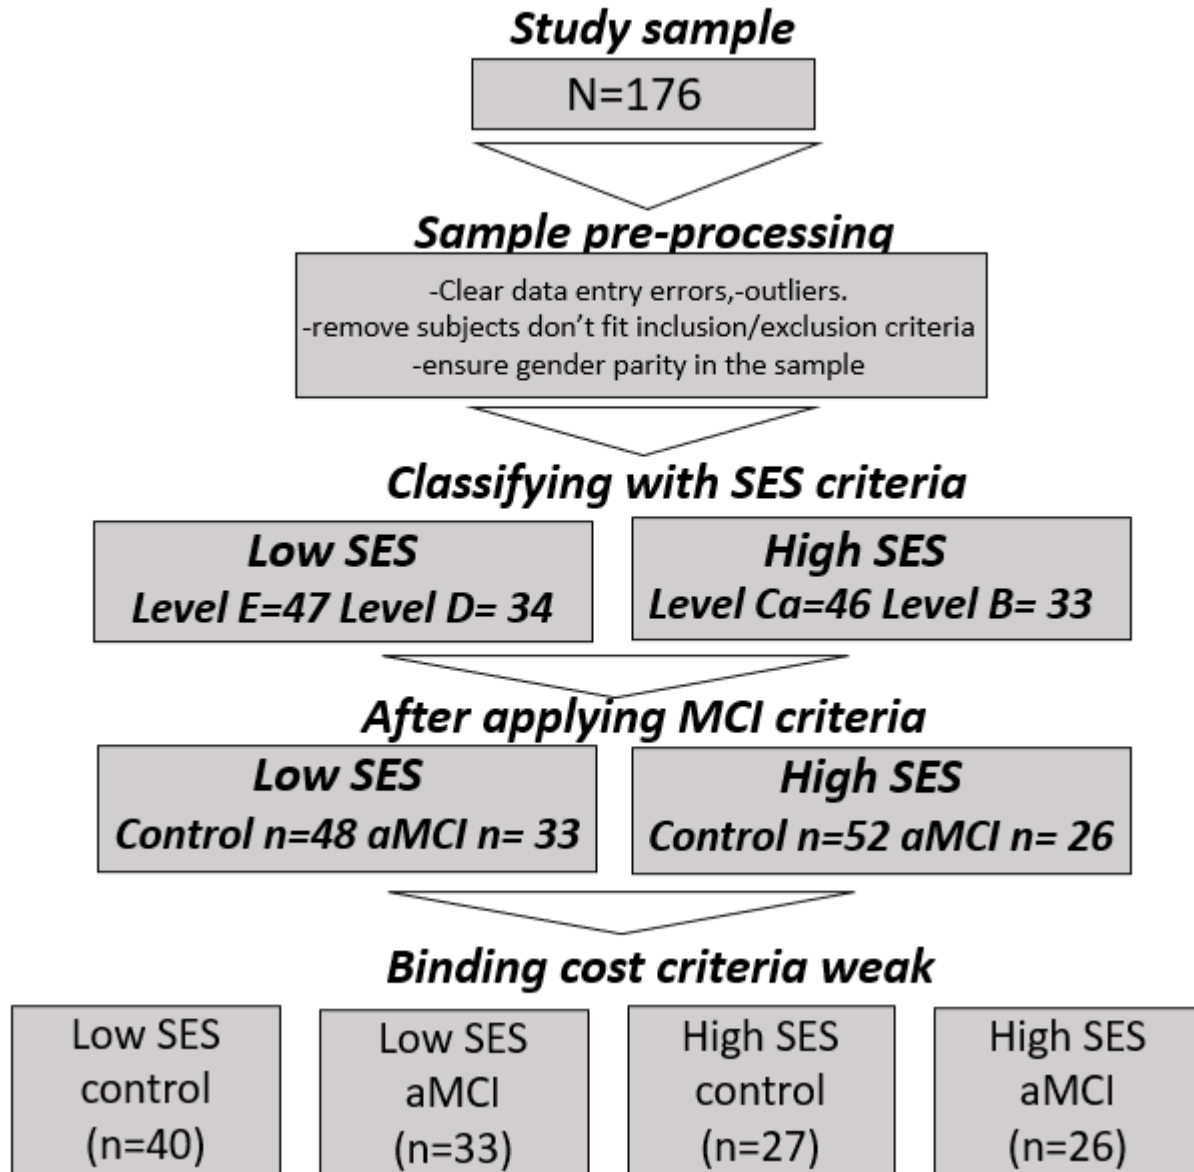 Study sample
N=176
Sample pre-processing
-Clear data entry errors,-outliers.
-remove subjects don't fit inclusion/exclusion criteria
-ensure gender parity in the sample
Classifying with SES criteria
Low SES
Level E=47 Level D= 34
High SES
Level Ca=46 Level B= 33
After applying MCI criteria
Low SES
Control n=48 aMCI n= 33
High SES
Control n=52 aMCI n= 26
Binding cost criteria weak
Low SES
control
(n=40)
Low SES
aMCI
(n=33)
High SES
control
(n=27)
High SES
aMCI
(n=26)